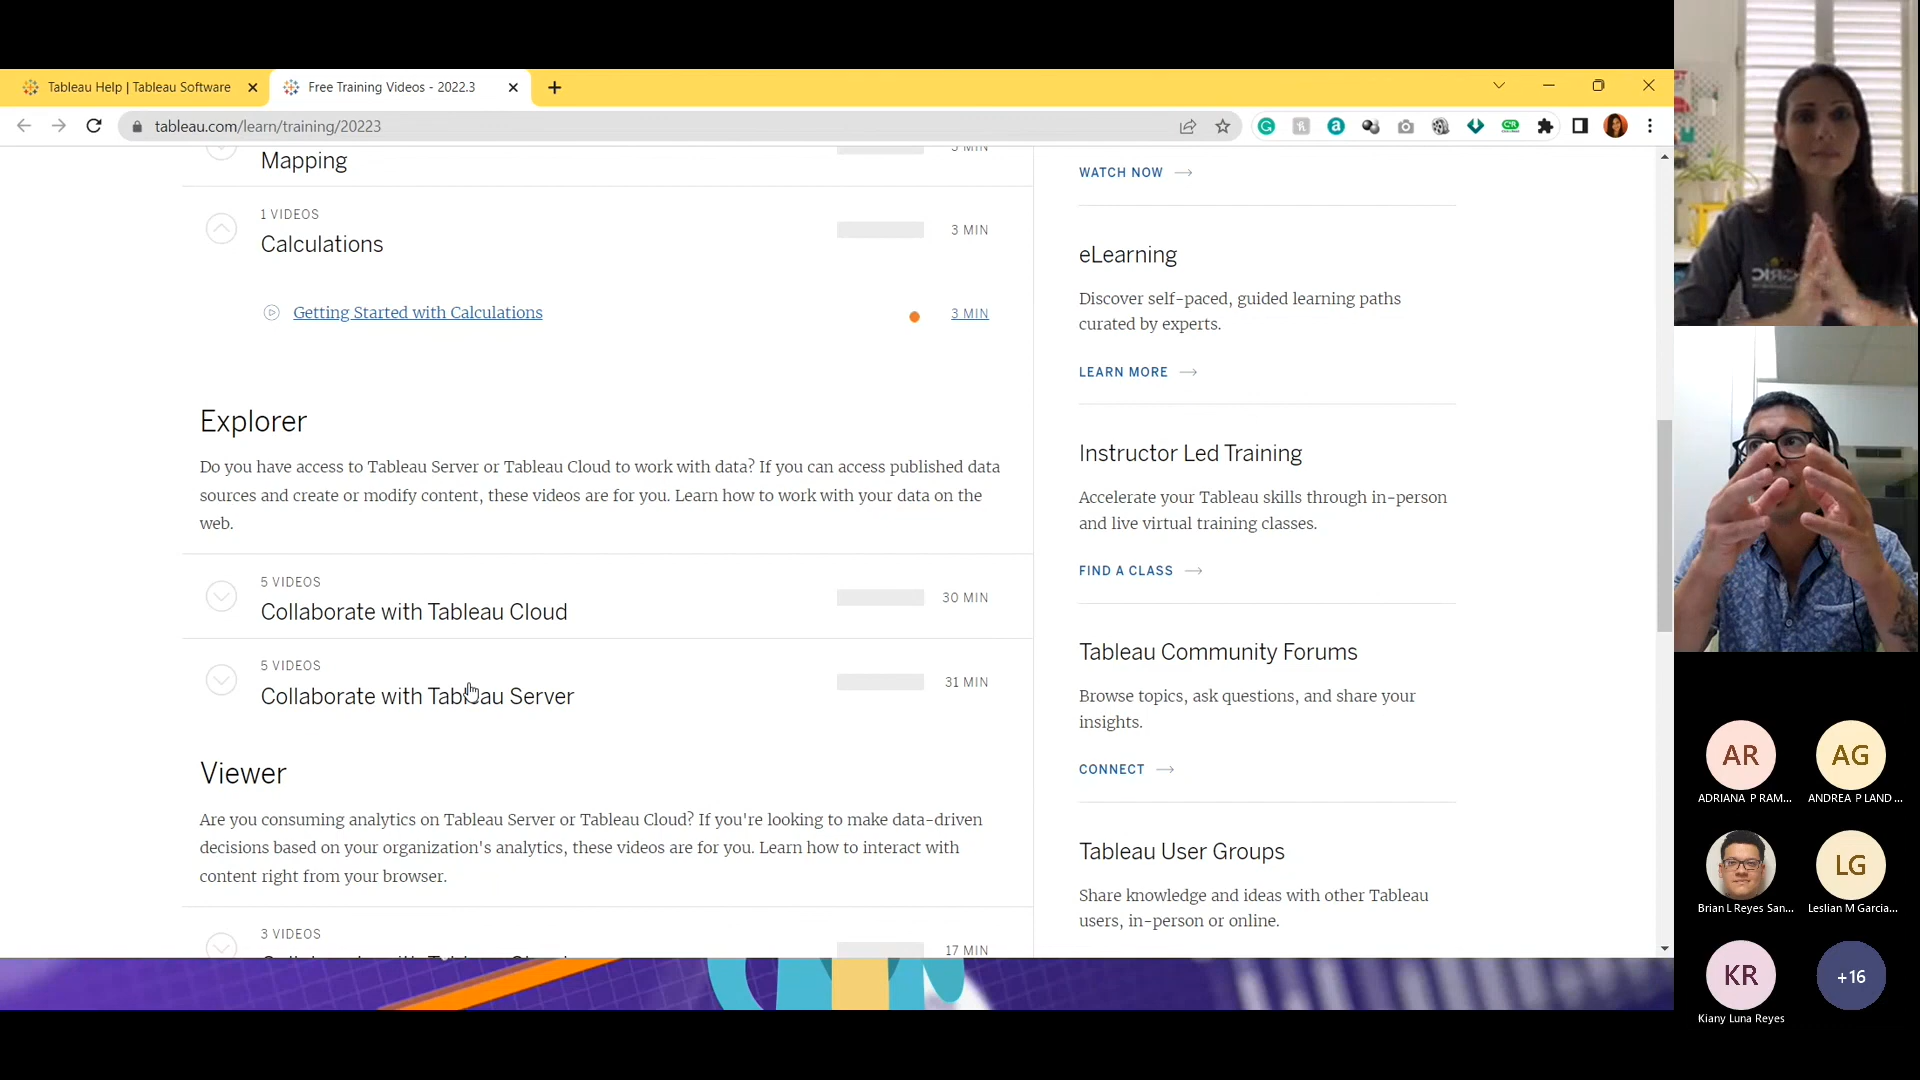 Tableau Help | Tableau Software
Free Training Videos - 2022.3
tableau.com/learn/training/20223
Mapping
3 MIN
1 VIDEOS
Calculations
3 MIN
Getting Started with Calculations
3 MIN
Explorer
Do you have access to Tableau Server or Tableau Cloud to work with data? If you can access published data
sources and create or modify content, these videos are for you. Learn how to work with your data on the
web.
5 VIDEOS
Collaborate with Tableau Cloud
30 MIN
5 VIDEOS
Collaborate with Tableau Server
31 MIN
Viewer
Are you consuming analytics on Tableau Server or Tableau Cloud? If you're looking to make data-driven
decisions based on your organization's analytics, these videos are for you. Learn how to interact with
content right from your browser.
3 VIDEOS
17 MIN
WATCH NOW
eLearning
Discover self-paced, guided learning paths
curated by experts.
LEARN MORE
Instructor Led Training
Accelerate your Tableau skills through in-person
and live virtual training classes.
FIND A CLASS
Tableau Community Forums
Browse topics, ask questions, and share your
insights.
CONNECT
Tableau User Groups
Share knowledge and ideas with other Tableau
users, in-person or online.
AR
ADRIANA P RAM...
AG
ANDREA P LAND...
Brian L Reyes San...
LG
Leslian M Garcia...
KR
Kiany Luna Reyes
+16